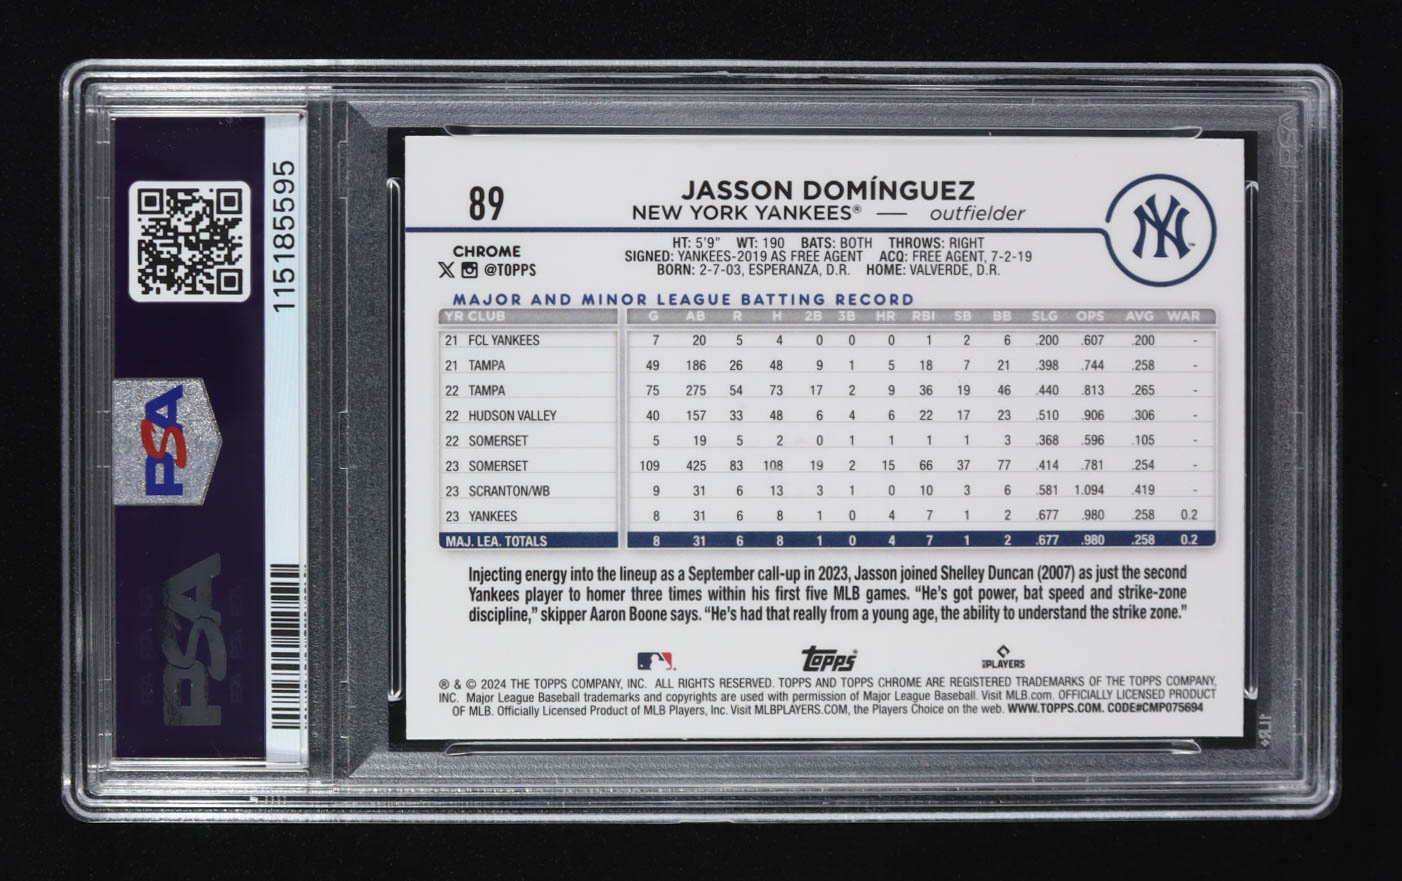 115185595
PSA
PSA
89
JASSON DOMÍNGUEZ
NEW YORK YANKEES® — outfielder
CHROME
@TOPPS
HT: 5'9" WT: 190 BATS: BOTH THROWS: RIGHT
SIGNED: YANKEES-2019 AS FREE AGENT ACQ: FREE AGENT, 7-2-19
BORN: 2-7-03, ESPERANZA, D.R. HOME: VALVERDE, D.R.
MAJOR AND MINOR LEAGUE BATTING RECORD
YR CLUB G AB R H 2B 3B HR RBI SB BB SLG OPS AVG WAR
21 FCL YANKEES 7 20 5 4 0 0 0 1 2 6 .200 .607 .200 -
21 TAMPA 49 186 26 48 9 1 5 18 7 21 .398 .744 .258 -
22 TAMPA 75 275 54 73 17 2 9 36 19 46 .440 .813 .265 -
22 HUDSON VALLEY 40 157 33 48 6 4 6 22 17 23 .510 .906 .306 -
22 SOMERSET 5 19 5 2 0 1 1 1 1 3 .368 .596 .105 -
23 SOMERSET 109 425 83 108 19 2 15 66 37 77 .414 .781 .254 -
23 SCRANTON/WB 9 31 6 13 3 1 0 10 3 6 .581 1.094 .419 -
23 YANKEES 8 31 6 8 1 0 4 7 1 2 .677 .980 .258 0.2
MAJ. LEA. TOTALS 8 31 6 8 1 0 4 7 1 2 .677 .980 .258 0.2
Injecting energy into the lineup as a September call-up in 2023, Jasson joined Shelley Duncan (2007) as just the second
Yankees player to homer three times within his first five MLB games. “He's got power, bat speed and strike-zone
discipline,” skipper Aaron Boone says. “He's had that really from a young age, the ability to understand the strike zone.”
Topps
PLAYERS
® & © 2024 THE TOPPS COMPANY, INC. ALL RIGHTS RESERVED. TOPPS AND TOPPS CHROME ARE REGISTERED TRADEMARKS OF THE TOPPS COMPANY,
INC. Major League Baseball trademarks and copyrights are used with permission of Major League Baseball. Visit MLB.com. OFFICIALLY LICENSED PRODUCT
OF MLB. Officially Licensed Product of MLB Players, Inc. Visit MLBPLAYERS.COM, the Players Choice on the web. WWW.TOPPS.COM. CODE#CMP075694